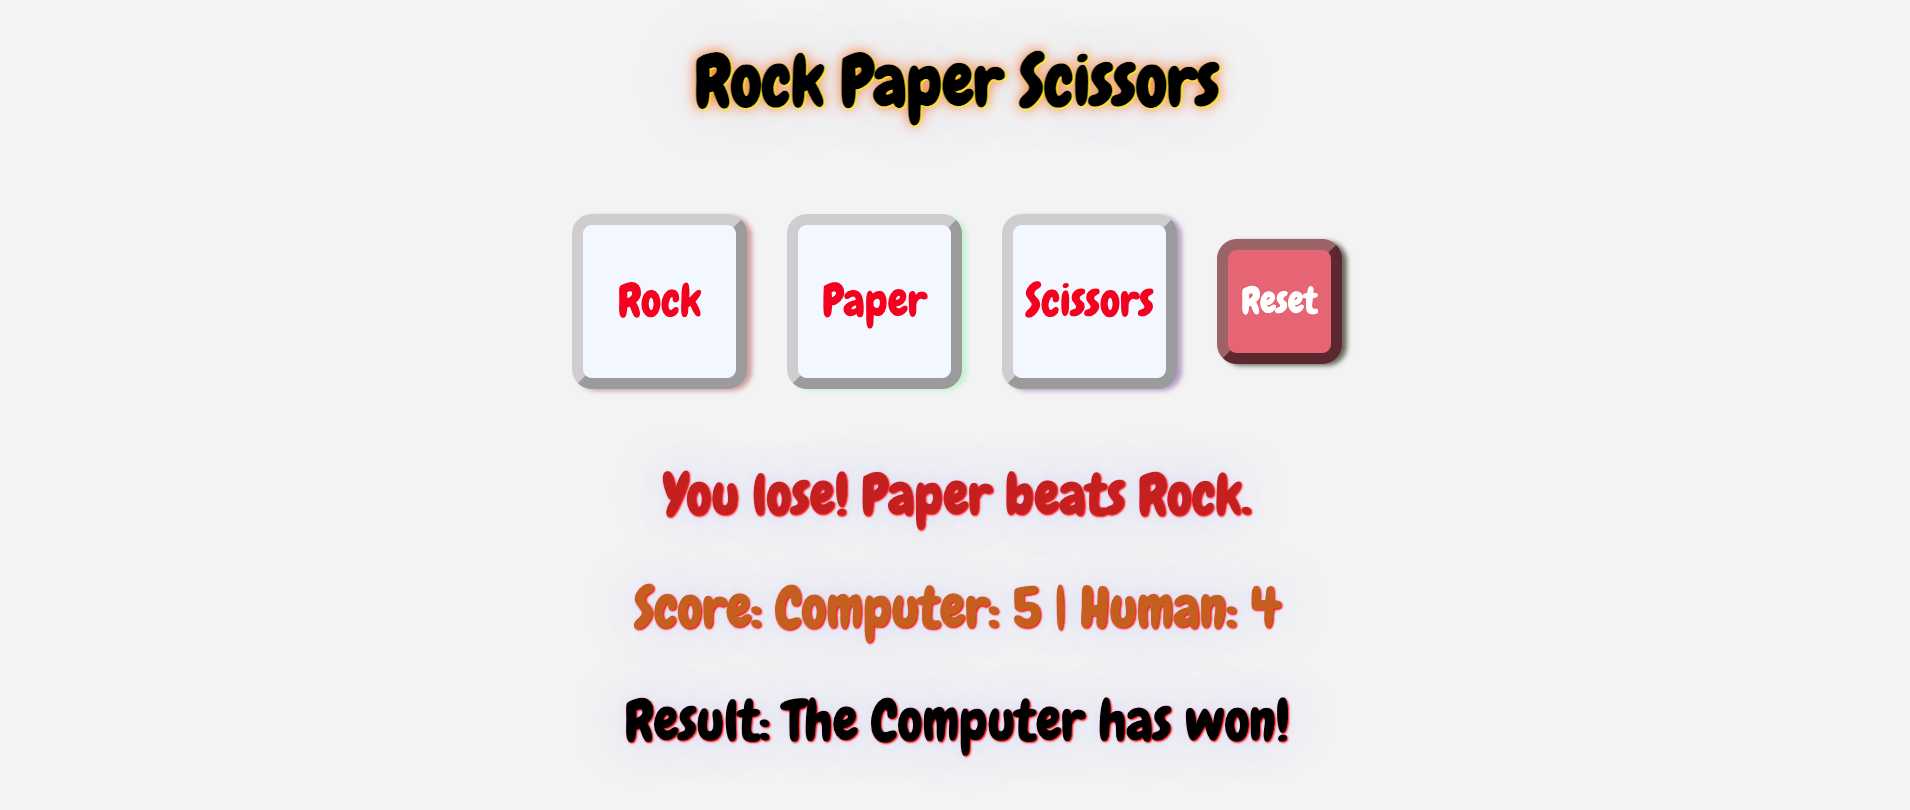 Rock Paper Scissors
Rock Paper Scissors Reset
You lose! Paper beats Rock.
Score: Computer: 5 | Human: 4
Result: The Computer has won!